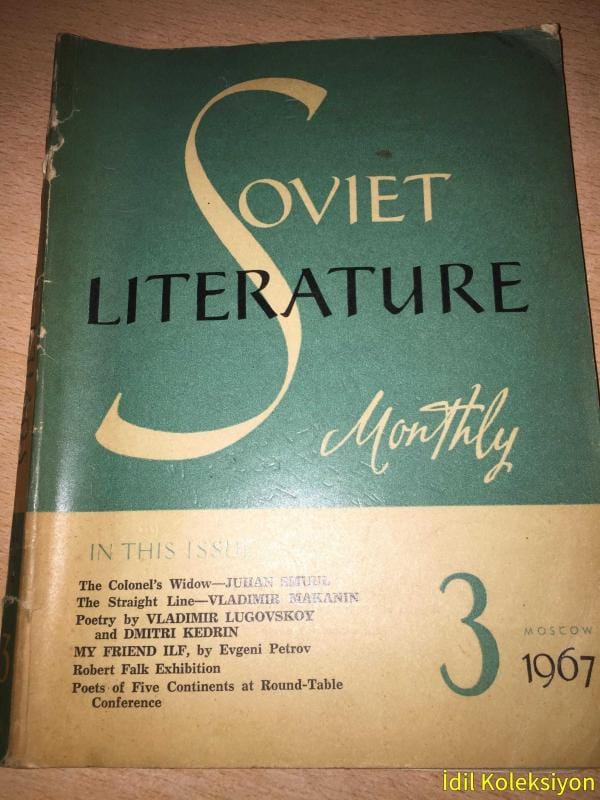 SOVIET
LITERATURE
Monthly
IN THIS ISSUE
The Colonel's Widow—JUHAN SMUUL
The Straight Line—VLADIMIR MAKANIN
Poetry by VLADIMIR LUGOVSKOY
and DMITRI KEDRIN
MY FRIEND ILF, by Evgeni Petrov
Robert Falk Exhibition
Poets of Five Continents at Round-Table
Conference
3
MOSCOW
1967
3
İdil Koleksiyon